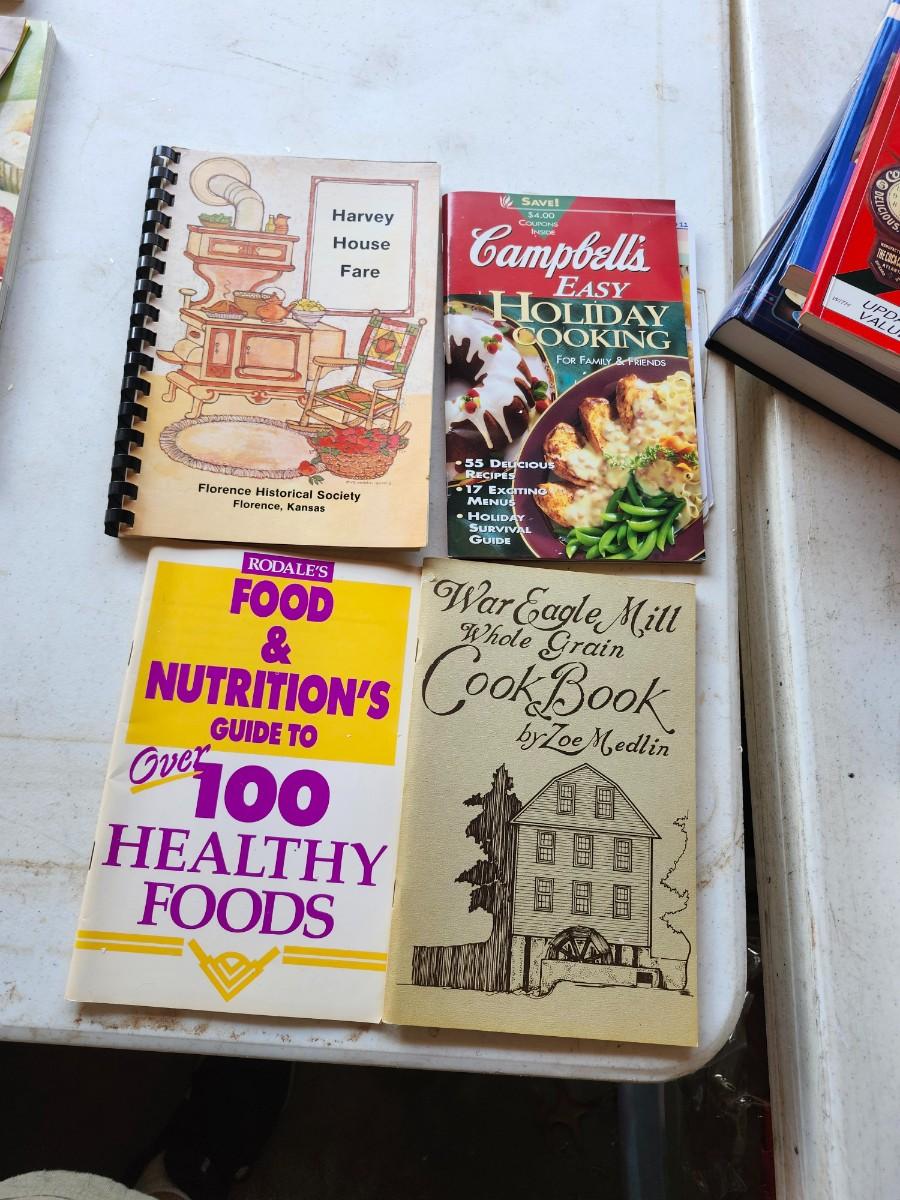 Harvey
House
Fare
Florence Historical Society
Florence, Kansas
SAVE!
$4.00
COUPONS
INSIDE
Campbell's
EASY
HOLIDAY
COOKING
FOR FAMILY & FRIENDS
• 55 DELICIOUS
RECIPES
• 17 EXCITING
MENUS
• HOLIDAY
SURVIVAL
GUIDE
RODALE'S
FOOD
&
NUTRITION'S
GUIDE TO
Over
100
HEALTHY
FOODS
War Eagle Mill
Whole Grain
Cook Book
by Zoe Medlin
DELICIOUS
WITH